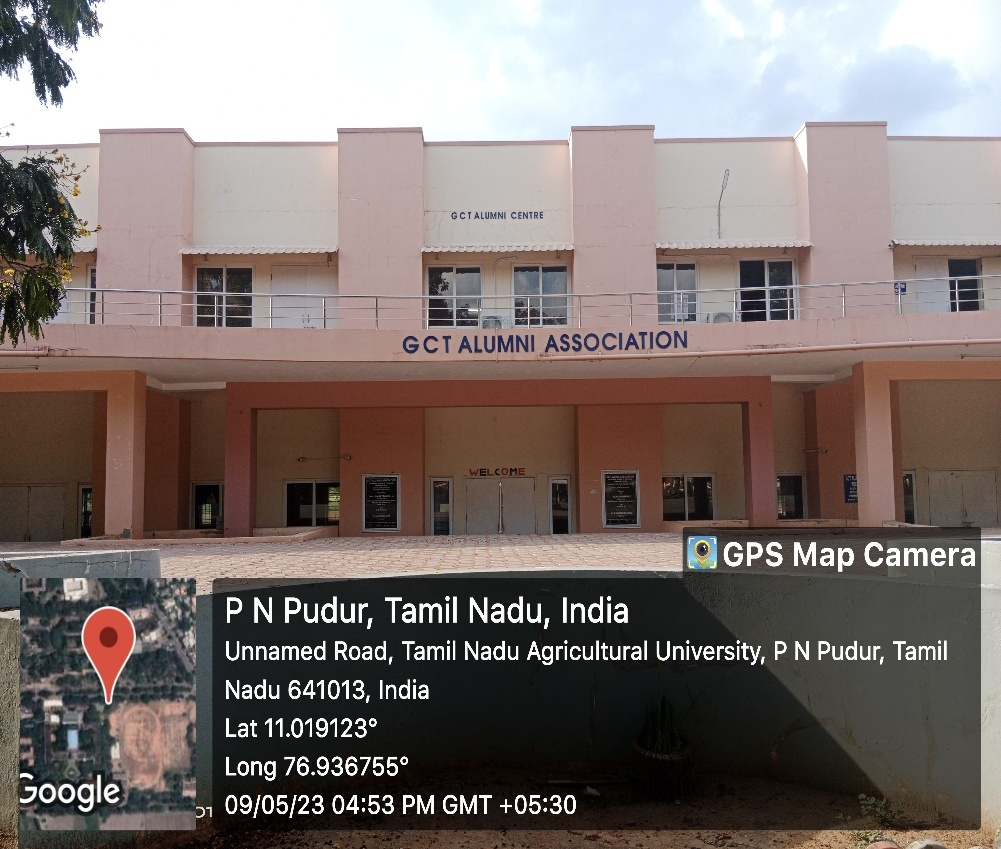 G C T ALUMNI CENTRE
G C T ALUMNI ASSOCIATION
WELCOME
GPS Map Camera
P N Pudur, Tamil Nadu, India
Unnamed Road, Tamil Nadu Agricultural University, P N Pudur, Tamil
Nadu 641013, India
Lat 11.019123°
Long 76.936755°
09/05/23 04:53 PM GMT +05:30
Google